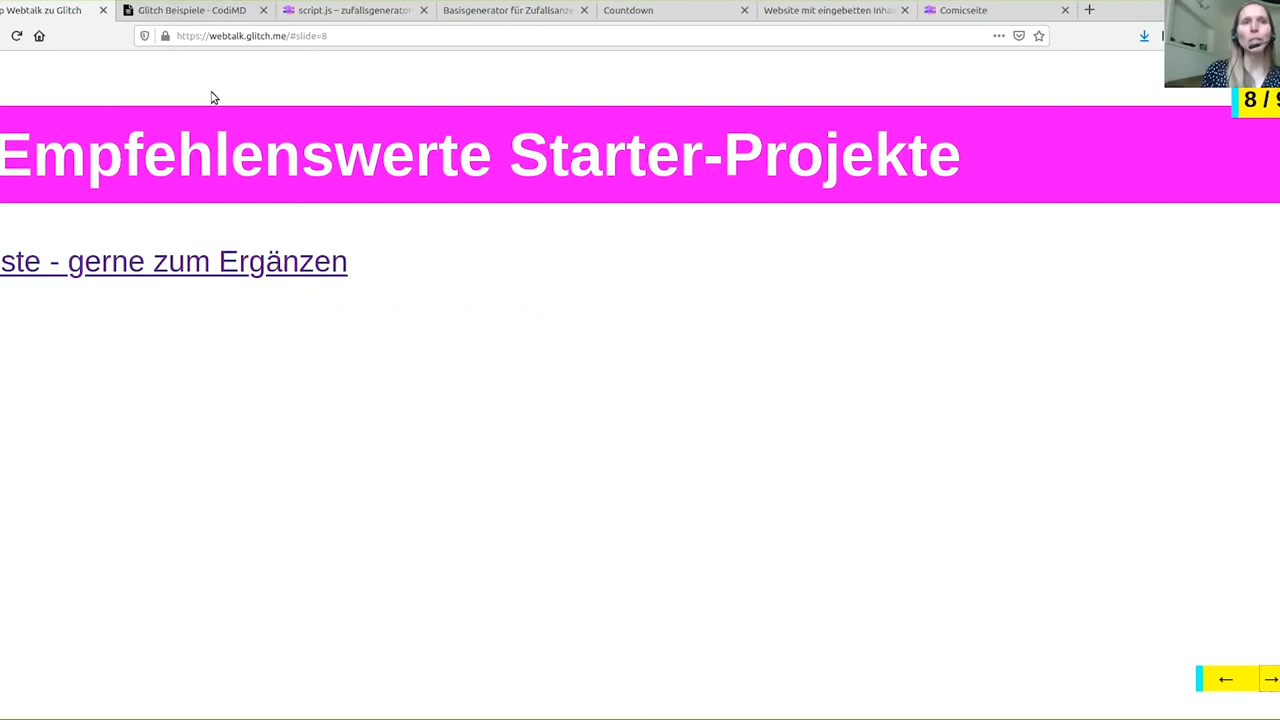 p Webtalk zu Glitch
Glitch Beispiele - CodiMD
script.js – zufallsgenerator
Basisgenerator für Zufallsanze
Countdown
Website mit eingebetten Inha
Comicseite
https://webtalk.glitch.me/#slide=8
8 / 9
Empfehlenswerte Starter-Projekte
ste - gerne zum Ergänzen
← →